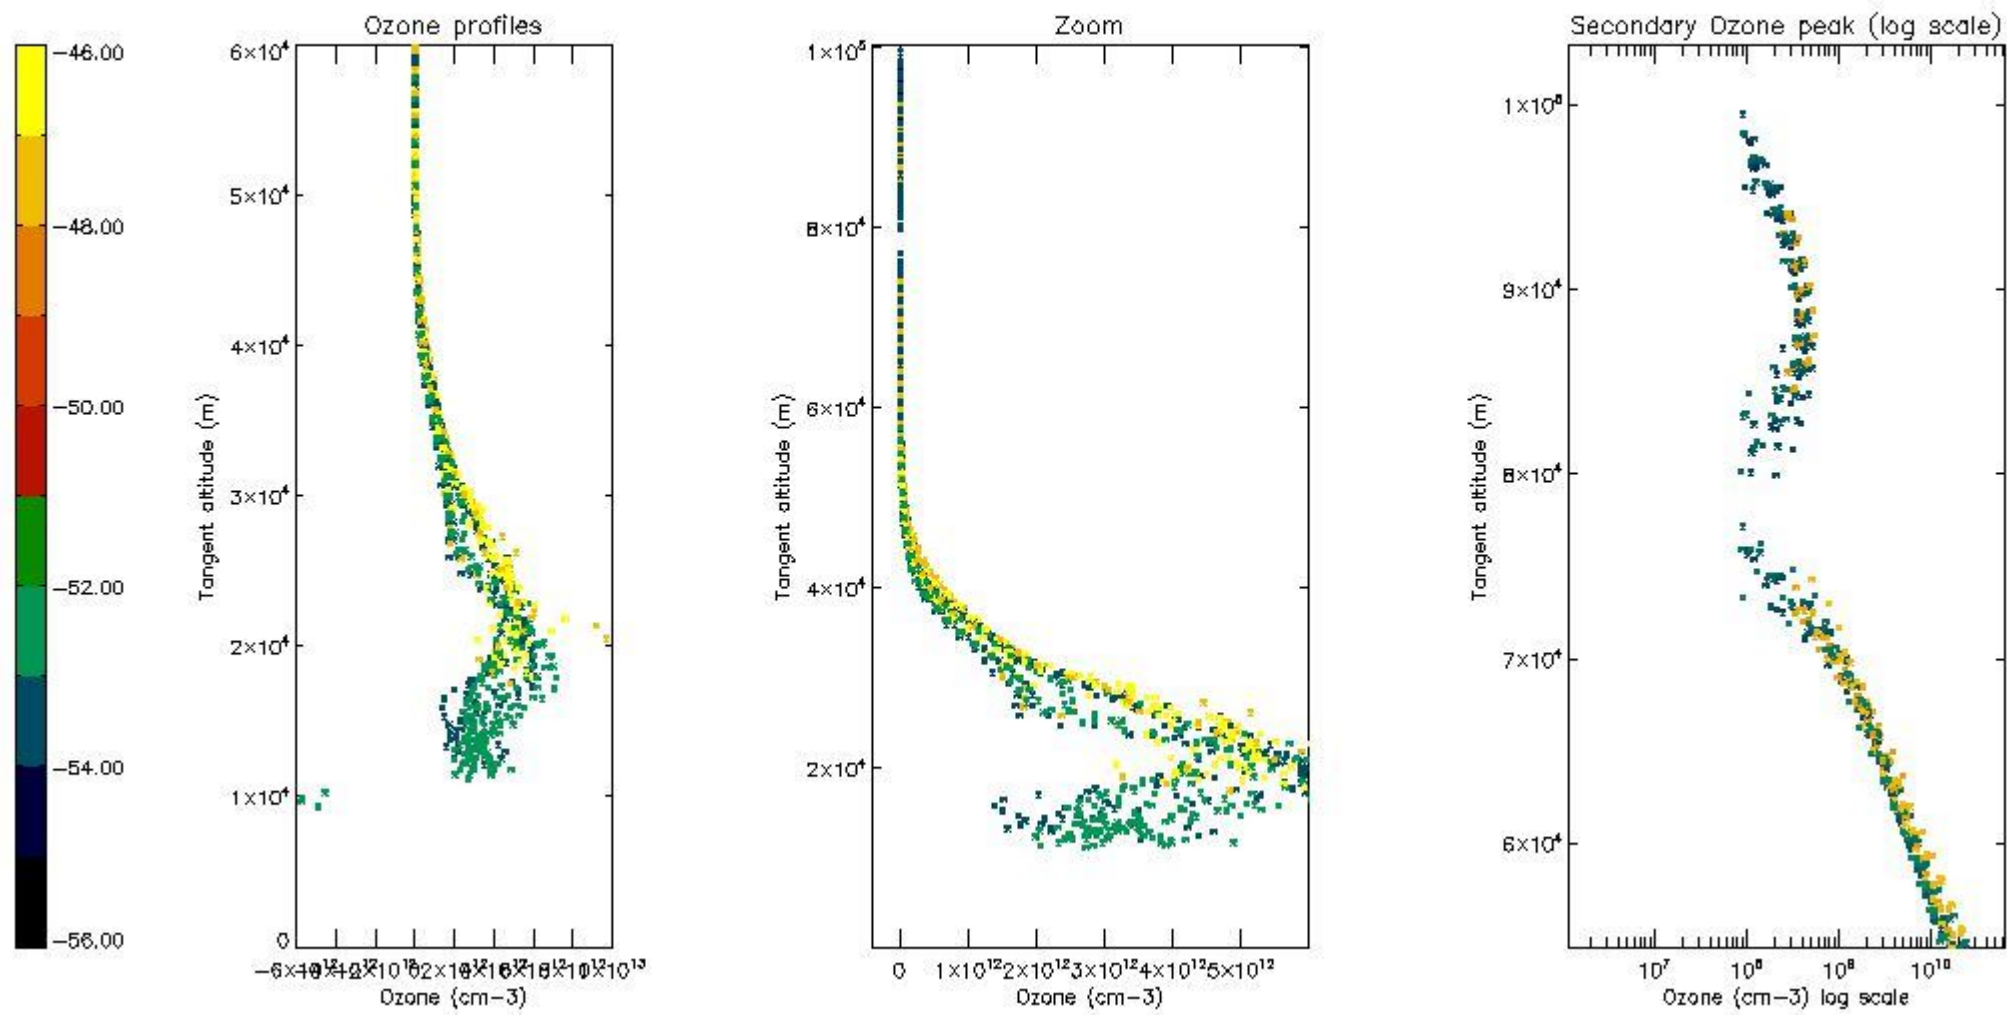 Ozone profiles
Zoom
Secondary Ozone peak (log scale)
−46.00
−48.00
−50.00
−52.00
−54.00
−56.00
6×10⁴
5×10⁴
4×10⁴
3×10⁴
2×10⁴
1×10⁴
0
Tangent altitude (m)
Ozone (cm−3)
1×10⁵
8×10⁴
6×10⁴
4×10⁴
2×10⁴
Tangent altitude (m)
0 1×10¹² 2×10¹² 3×10¹² 4×10¹² 5×10¹²
Ozone (cm−3)
9×10⁴
8×10⁴
7×10⁴
6×10⁴
Tangent altitude (m)
10⁷ 10⁹ 10¹⁰
Ozone (cm−3) log scale